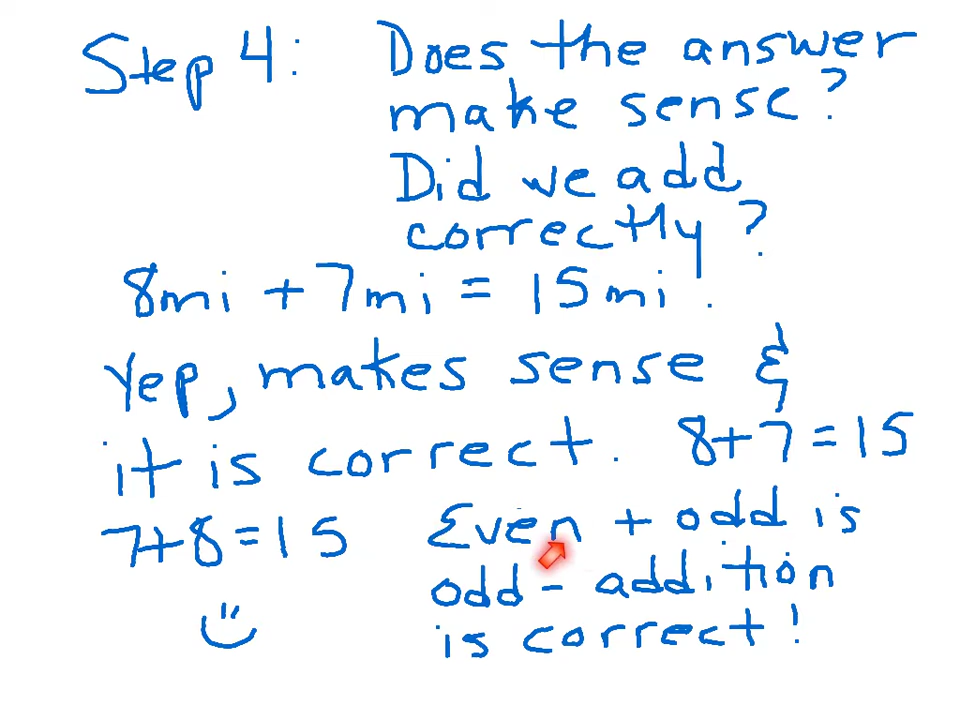 Step 4: Does the answer
make sense?
Did we add
correctly?
8mi + 7mi = 15mi.
Yep, makes sense &
it is correct. 8+7=15
7+8=15 Even + odd is
odd - addition
is correct!